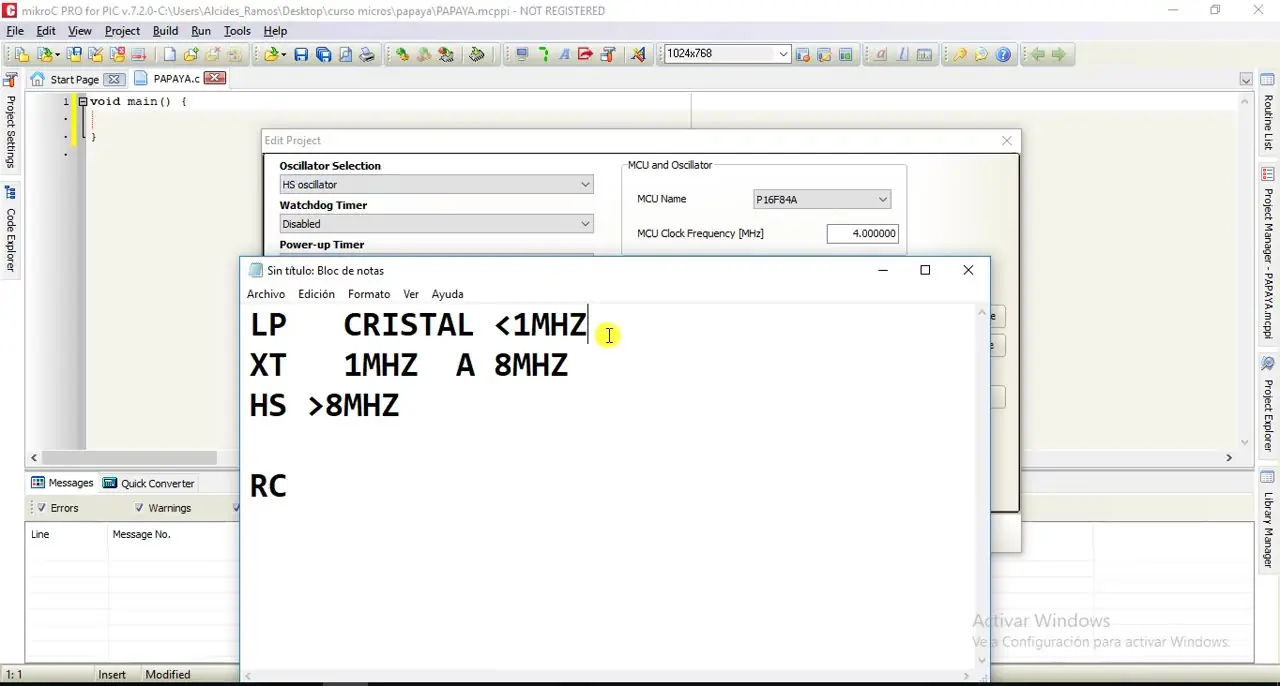 mikroC PRO for PIC v.7.2.0-C:\Users\Alcides_Ramos\Desktop\curso micros\papaya\PAPAYA.mcppi - NOT REGISTERED
File Edit View Project Build Run Tools Help
1024x768
Start Page PAPAYA.c
1 void main() {
}
Project Settings
Code Explorer
Routine List
Project Manager - PAPAYA.mcppi
Project Explorer
Library Manager
Edit Project
Oscillator Selection
HS oscillator
Watchdog Timer
Disabled
Power-up Timer
MCU and Oscillator
MCU Name P16F84A
MCU Clock Frequency [MHz] 4.000000
Sin título: Bloc de notas
Archivo Edición Formato Ver Ayuda
LP CRISTAL <1MHZ
XT 1MHZ A 8MHZ
HS >8MHZ
RC
Messages Quick Converter
Errors Warnings
Line Message No.
Activar Windows
Ve a Configuración para activar Windows.
1: 1 Insert Modified